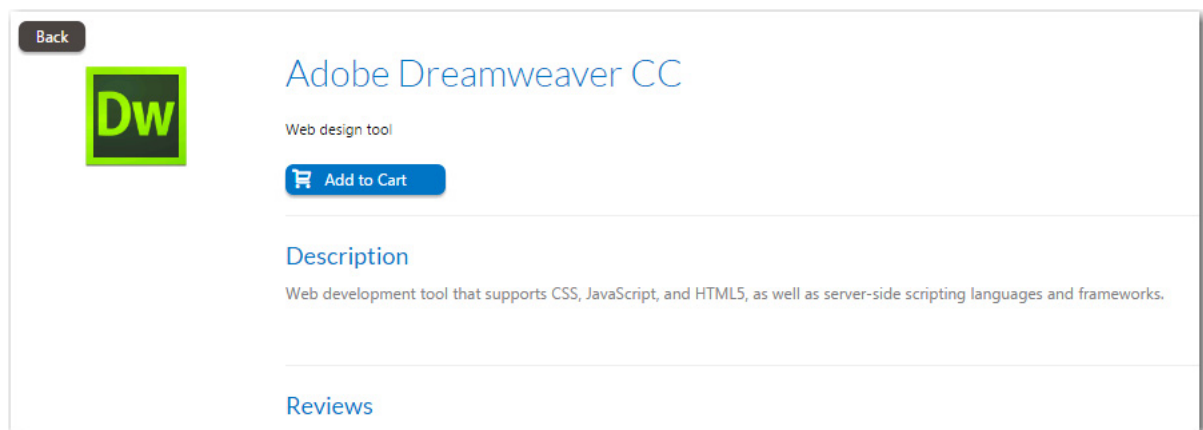 Back
Dw
Adobe Dreamweaver CC
Web design tool
Add to Cart
Description
Web development tool that supports CSS, JavaScript, and HTML5, as well as server-side scripting languages and frameworks.
Reviews